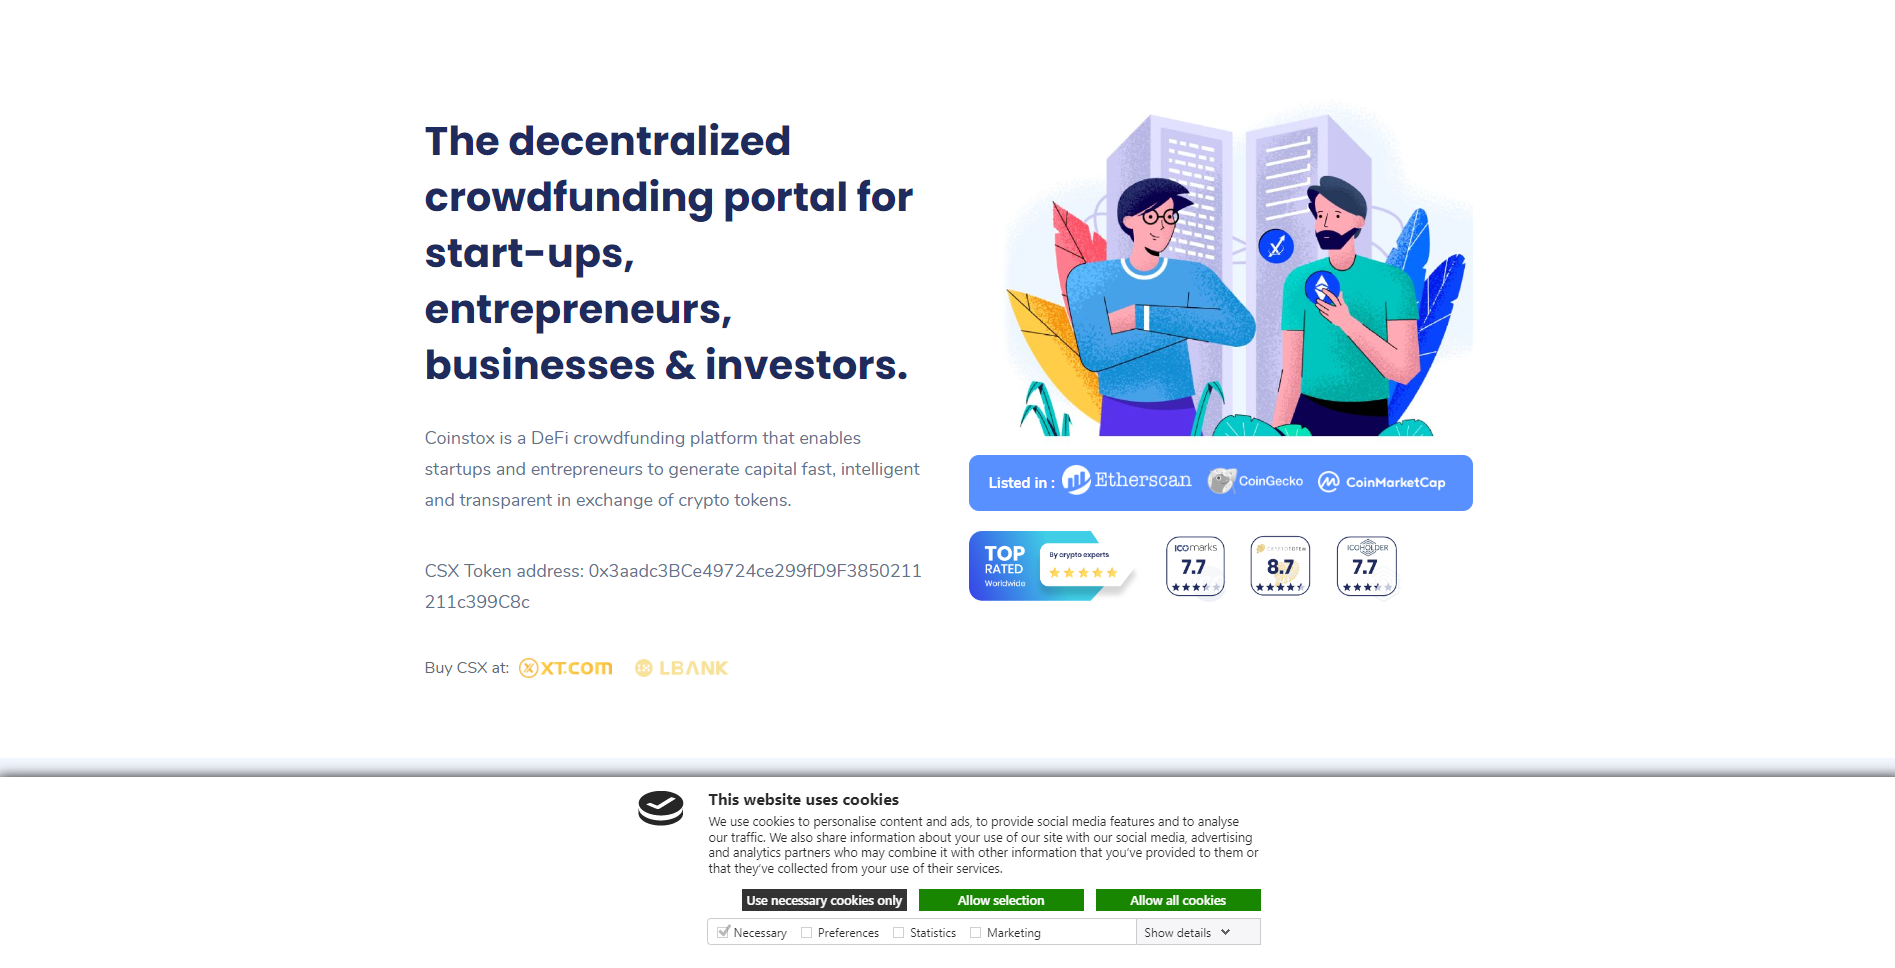 The decentralized
crowdfunding portal for
start-ups,
entrepreneurs,
businesses & investors.
Coinstox is a DeFi crowdfunding platform that enables
startups and entrepreneurs to generate capital fast, intelligent
and transparent in exchange of crypto tokens.
CSX Token address: 0x3aadc3BCe49724ce299fD9F3850211
211c399C8c
Buy CSX at: XT.COM LBANK
Listed in : Etherscan CoinGecko CoinMarketCap
TOP
RATED
Worldwide
By crypto experts
ICOmarks
7.7
CRYPTOTOTEM
8.7
ICOHOLDER
7.7
This website uses cookies
We use cookies to personalise content and ads, to provide social media features and to analyse
our traffic. We also share information about your use of our site with our social media, advertising
and analytics partners who may combine it with other information that you've provided to them or
that they've collected from your use of their services.
Use necessary cookies only Allow selection Allow all cookies
Necessary Preferences Statistics Marketing Show details